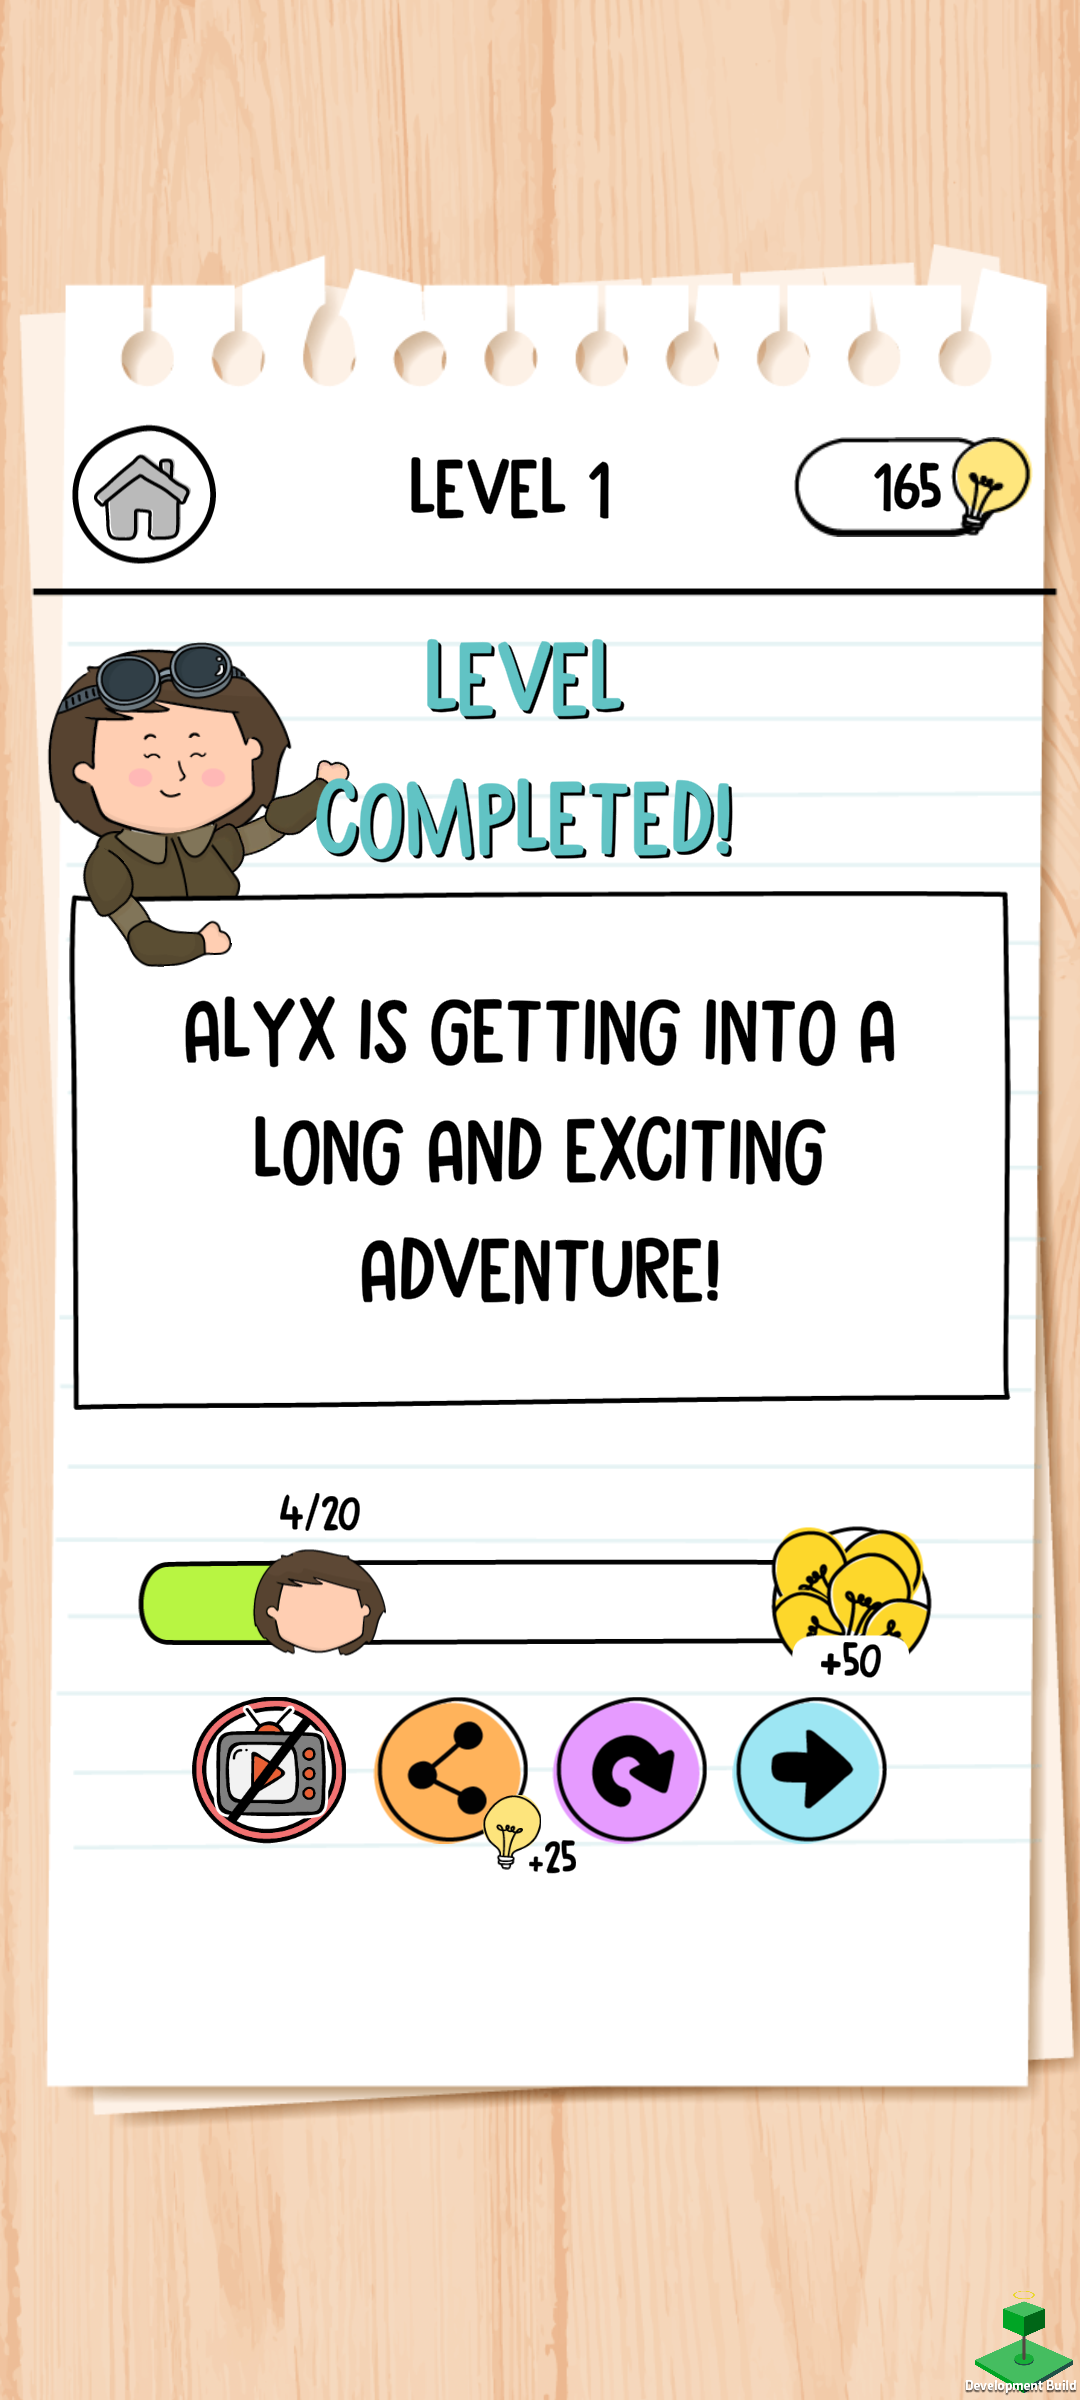 LEVEL 1
165
LEVEL
COMPLETED!
ALYX IS GETTING INTO A
LONG AND EXCITING
ADVENTURE!
4/20
+50
+25
Development Build